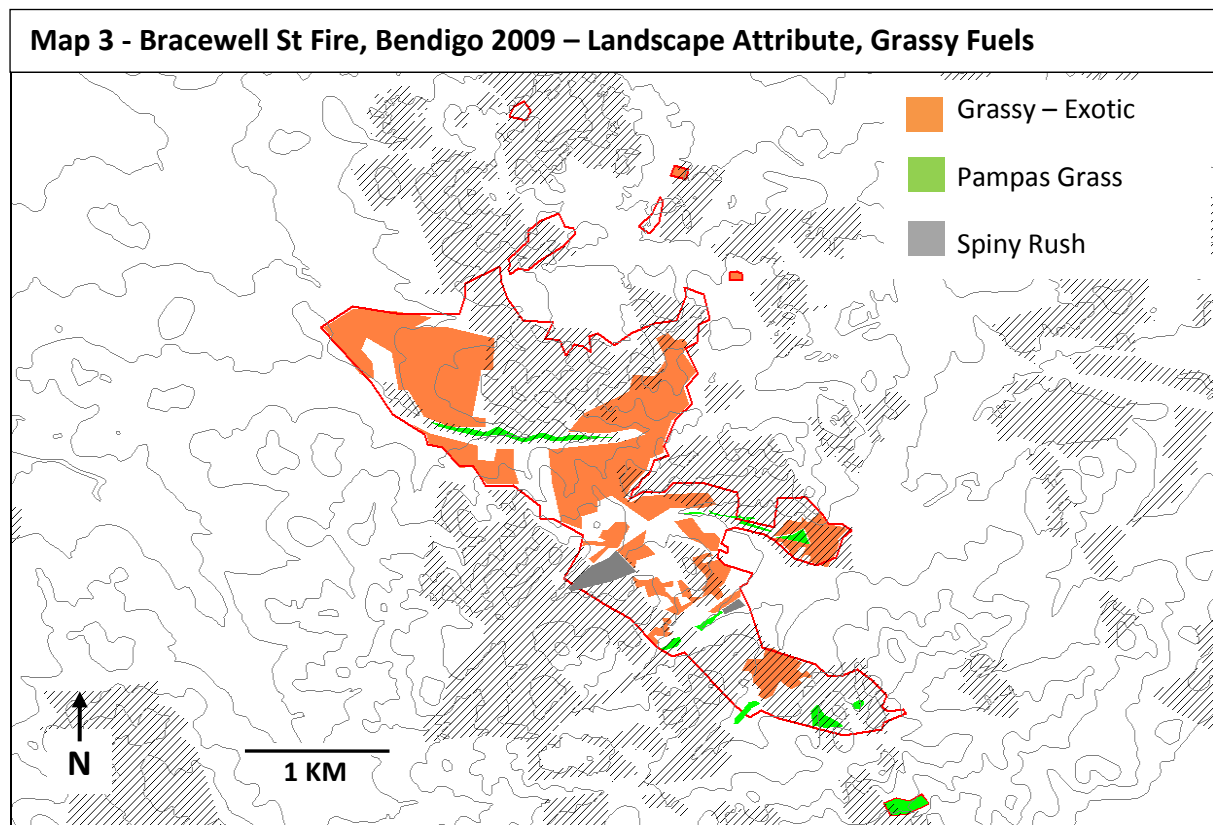 Map 3 - Bracewell St Fire, Bendigo 2009 – Landscape Attribute, Grassy Fuels
Grassy – Exotic
Pampas Grass
Spiny Rush
N
1 KM